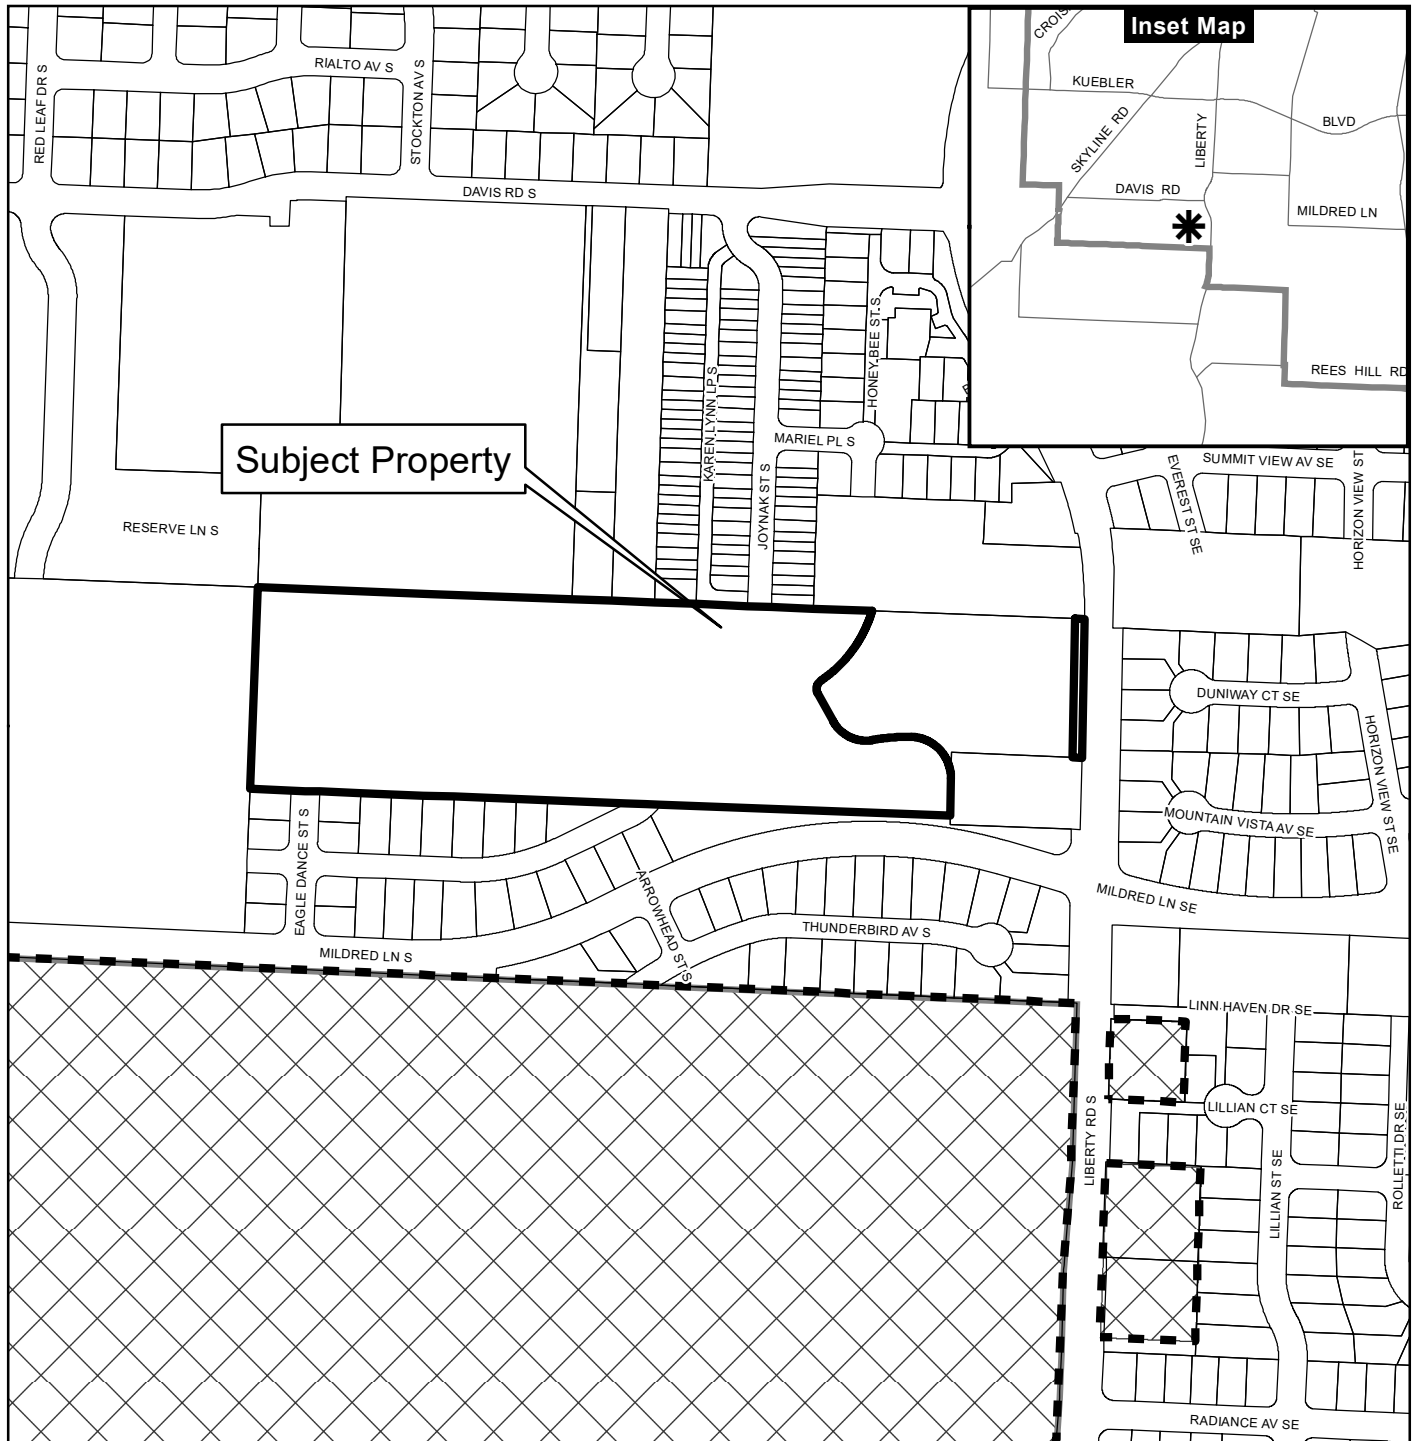 Inset Map
KUEBLER
BLVD
SKYLINE RD
LIBERTY
DAVIS RD
MILDRED LN
REES HILL RD
RIALTO AV S
RED LEAF DR S
STOCKTON AV S
DAVIS RD S
HONEY BEE ST S
KAREN LYNN LP S
MARIEL PL S
JOYNAK ST S
Subject Property
RESERVE LN S
SUMMIT VIEW AV SE
EVEREST ST SE
HORIZON VIEW ST
DUNIWAY CT SE
HORIZON VIEW ST SE
MOUNTAIN VISTA AV SE
EAGLE DANCE ST S
ARROWHEAD ST S
MILDRED LN SE
THUNDERBIRD AV S
MILDRED LN S
LINN HAVEN DR SE
LIBERTY RD S
LILLIAN CT SE
LILLIAN ST SE
ROLLETTI DR SE
RADIANCE AV SE